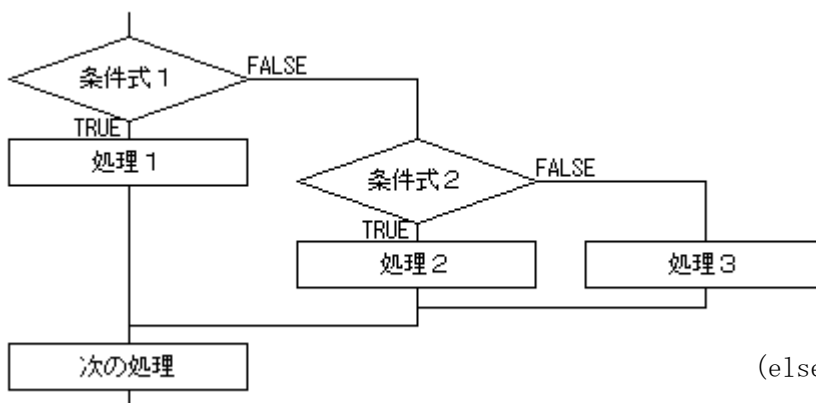 条件式1
FALSE
TRUE
処理1
条件式2
FALSE
TRUE
処理2
処理3
次の処理
(else